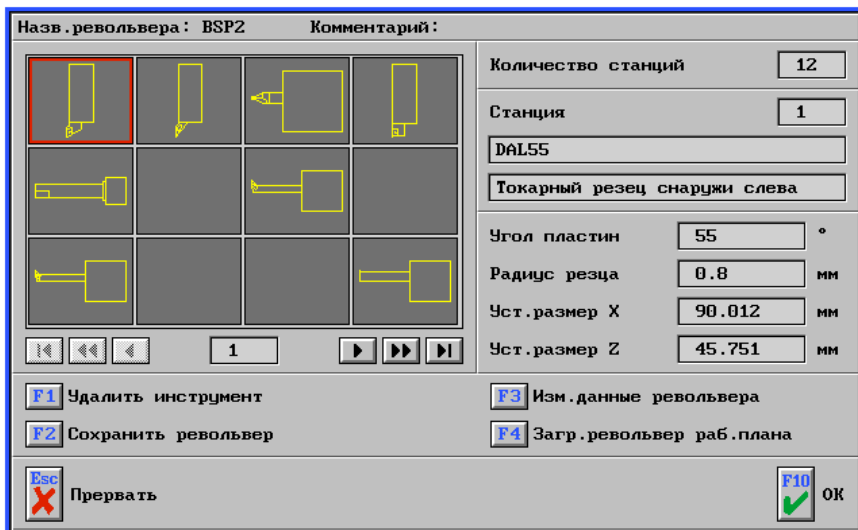 Назв.револьвера: BSP2 Комментарий:
Количество станций 12
Станция 1
DAL55
Токарный резец снаружи слева
Угол пластин 55 °
Радиус резца 0.8 мм
Уст.размер X 90.012 мм
Уст.размер Z 45.751 мм
1
F1 Удалить инструмент
F3 Изм.данные револьвера
F2 Сохранить револьвер
F4 Загр.револьвер раб.плана
Esc Прервать
F10 ОК